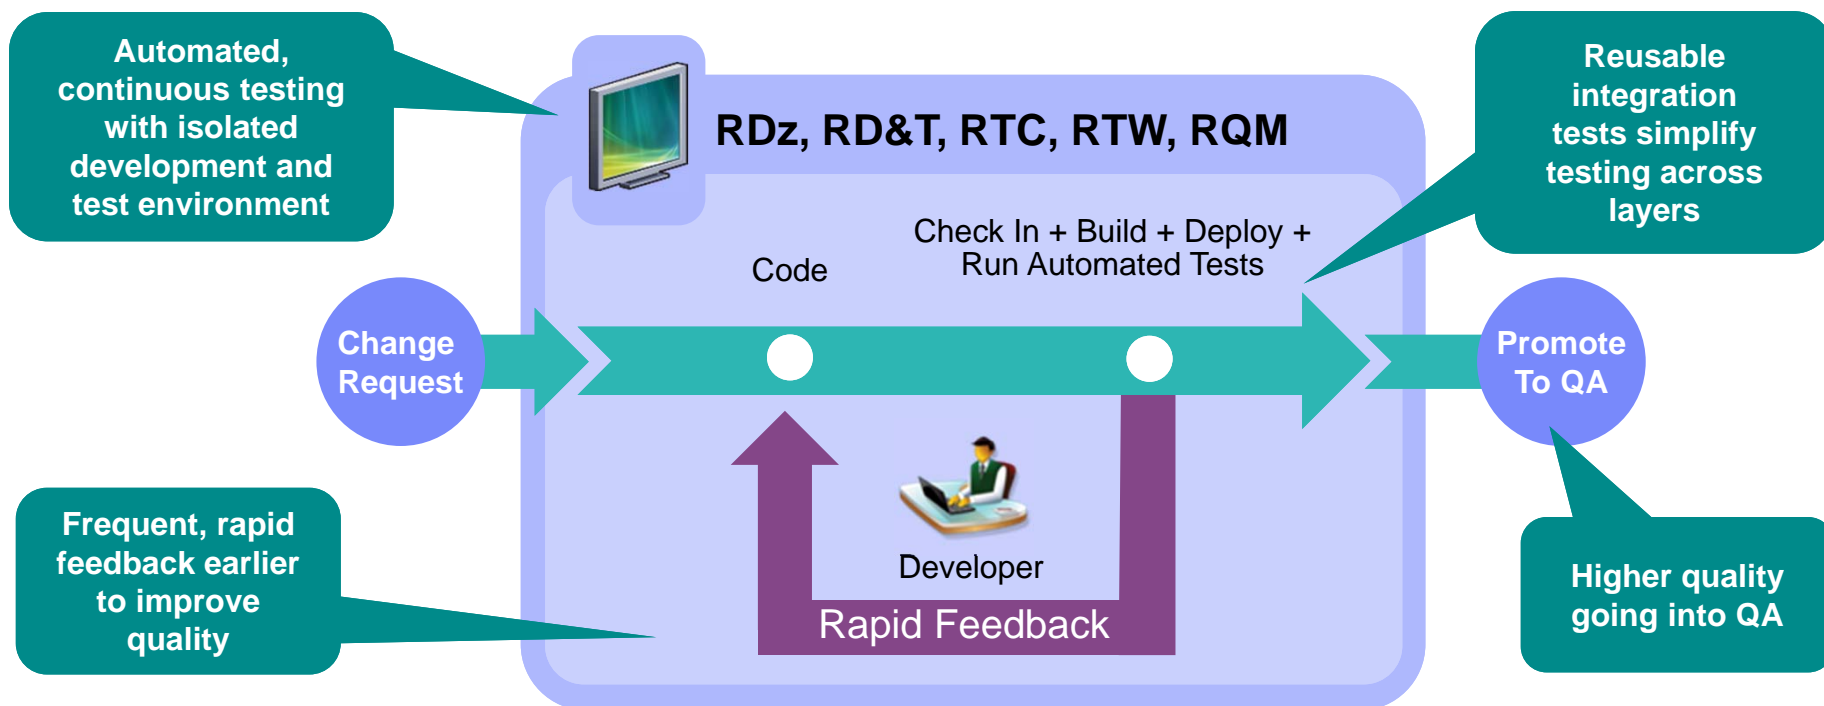 Automated,
continuous testing
with isolated
development and
test environment
RDz, RD&T, RTC, RTW, RQM
Reusable
integration
tests simplify
testing across
layers
Code
Check In + Build + Deploy +
Run Automated Tests
Change
Request
Promote
To QA
Frequent, rapid
feedback earlier
to improve
quality
Developer
Rapid Feedback
Higher quality
going into QA